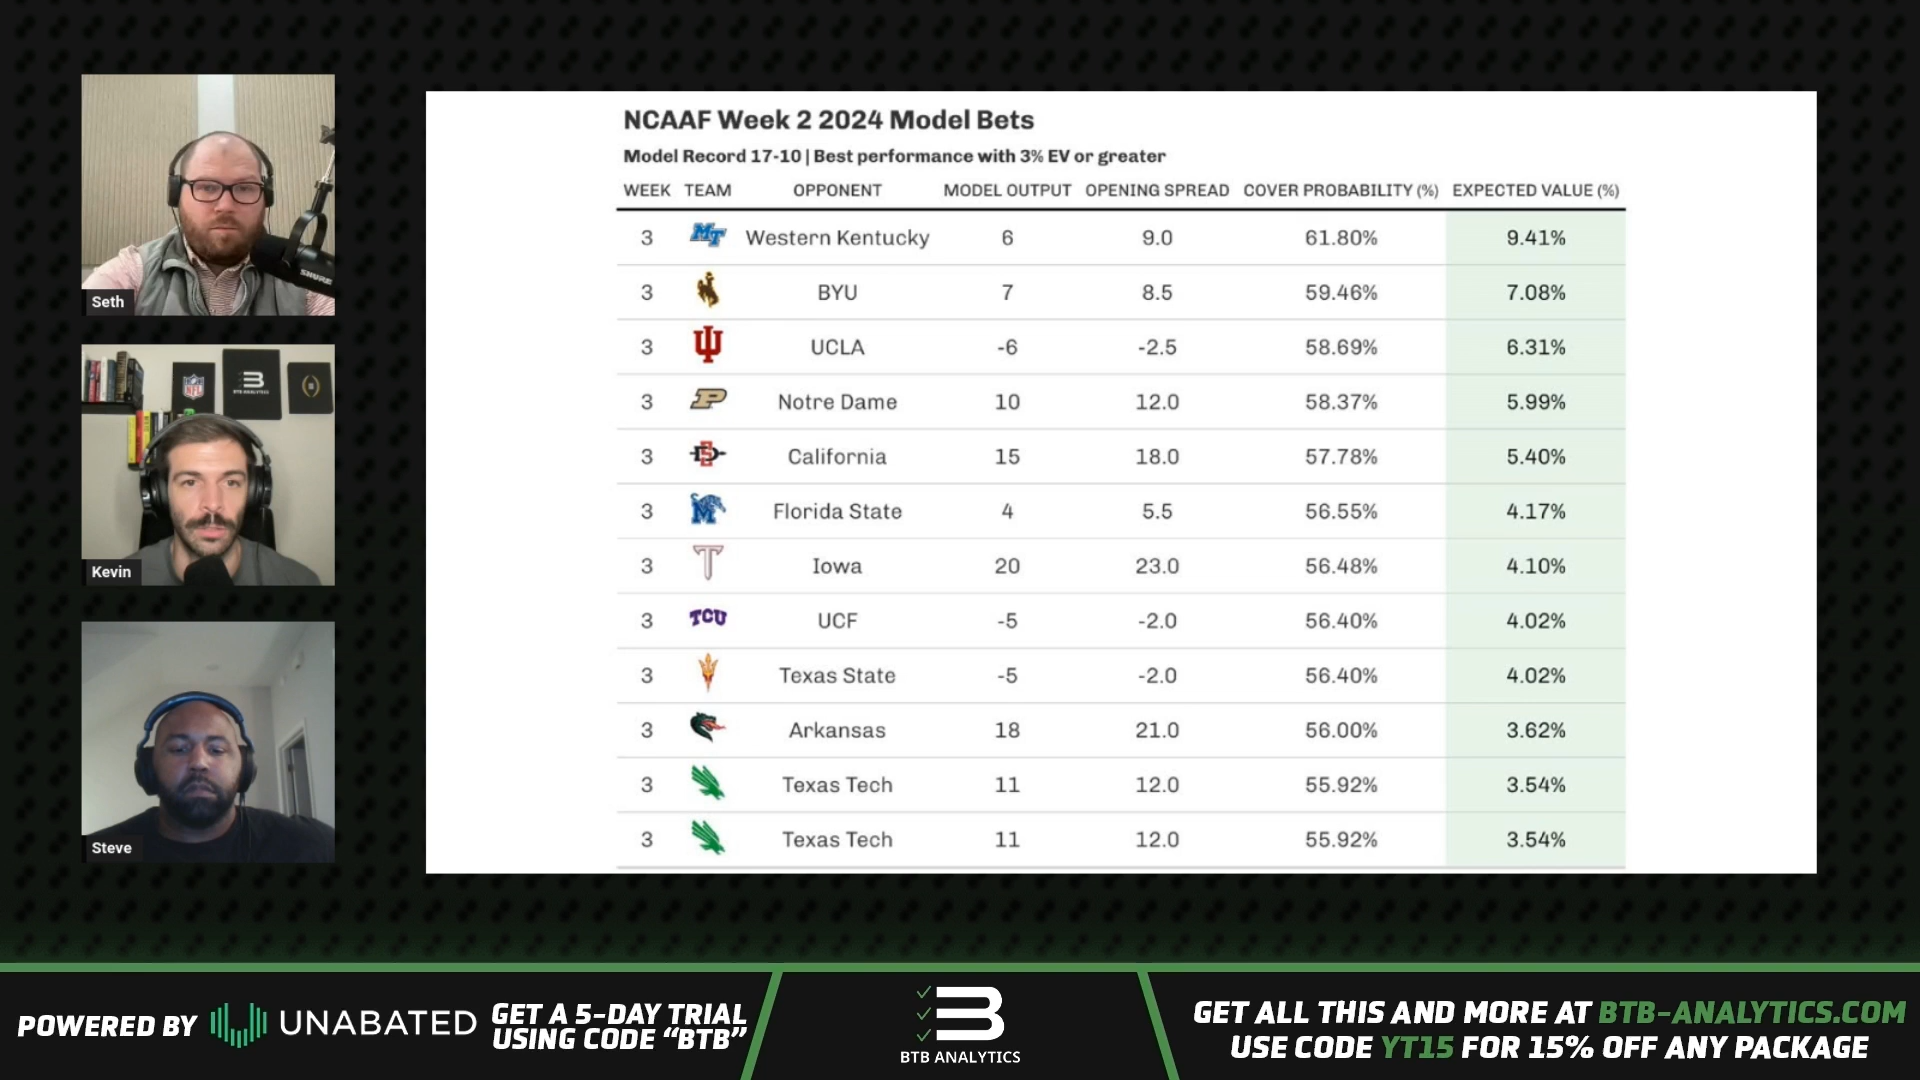 NCAAF Week 2 2024 Model Bets
Model Record 17-10 | Best performance with 3% EV or greater
WEEK TEAM OPPONENT MODEL OUTPUT OPENING SPREAD COVER PROBABILITY (%) EXPECTED VALUE (%)
3 MT Western Kentucky 6 9.0 61.80% 9.41%
3 BYU 7 8.5 59.46% 7.08%
3 IU UCLA -6 -2.5 58.69% 6.31%
3 P Notre Dame 10 12.0 58.37% 5.99%
3 SD California 15 18.0 57.78% 5.40%
3 M Florida State 4 5.5 56.55% 4.17%
3 T Iowa 20 23.0 56.48% 4.10%
3 TCU UCF -5 -2.0 56.40% 4.02%
3 Texas State -5 -2.0 56.40% 4.02%
3 Arkansas 18 21.0 56.00% 3.62%
3 Texas Tech 11 12.0 55.92% 3.54%
3 Texas Tech 11 12.0 55.92% 3.54%
SHURE
Seth
NFL
BTB ANALYTICS
Kevin
Steve
POWERED BY UNABATED
GET A 5-DAY TRIAL
USING CODE “BTB”
BTB ANALYTICS
GET ALL THIS AND MORE AT BTB-ANALYTICS.COM
USE CODE YT15 FOR 15% OFF ANY PACKAGE